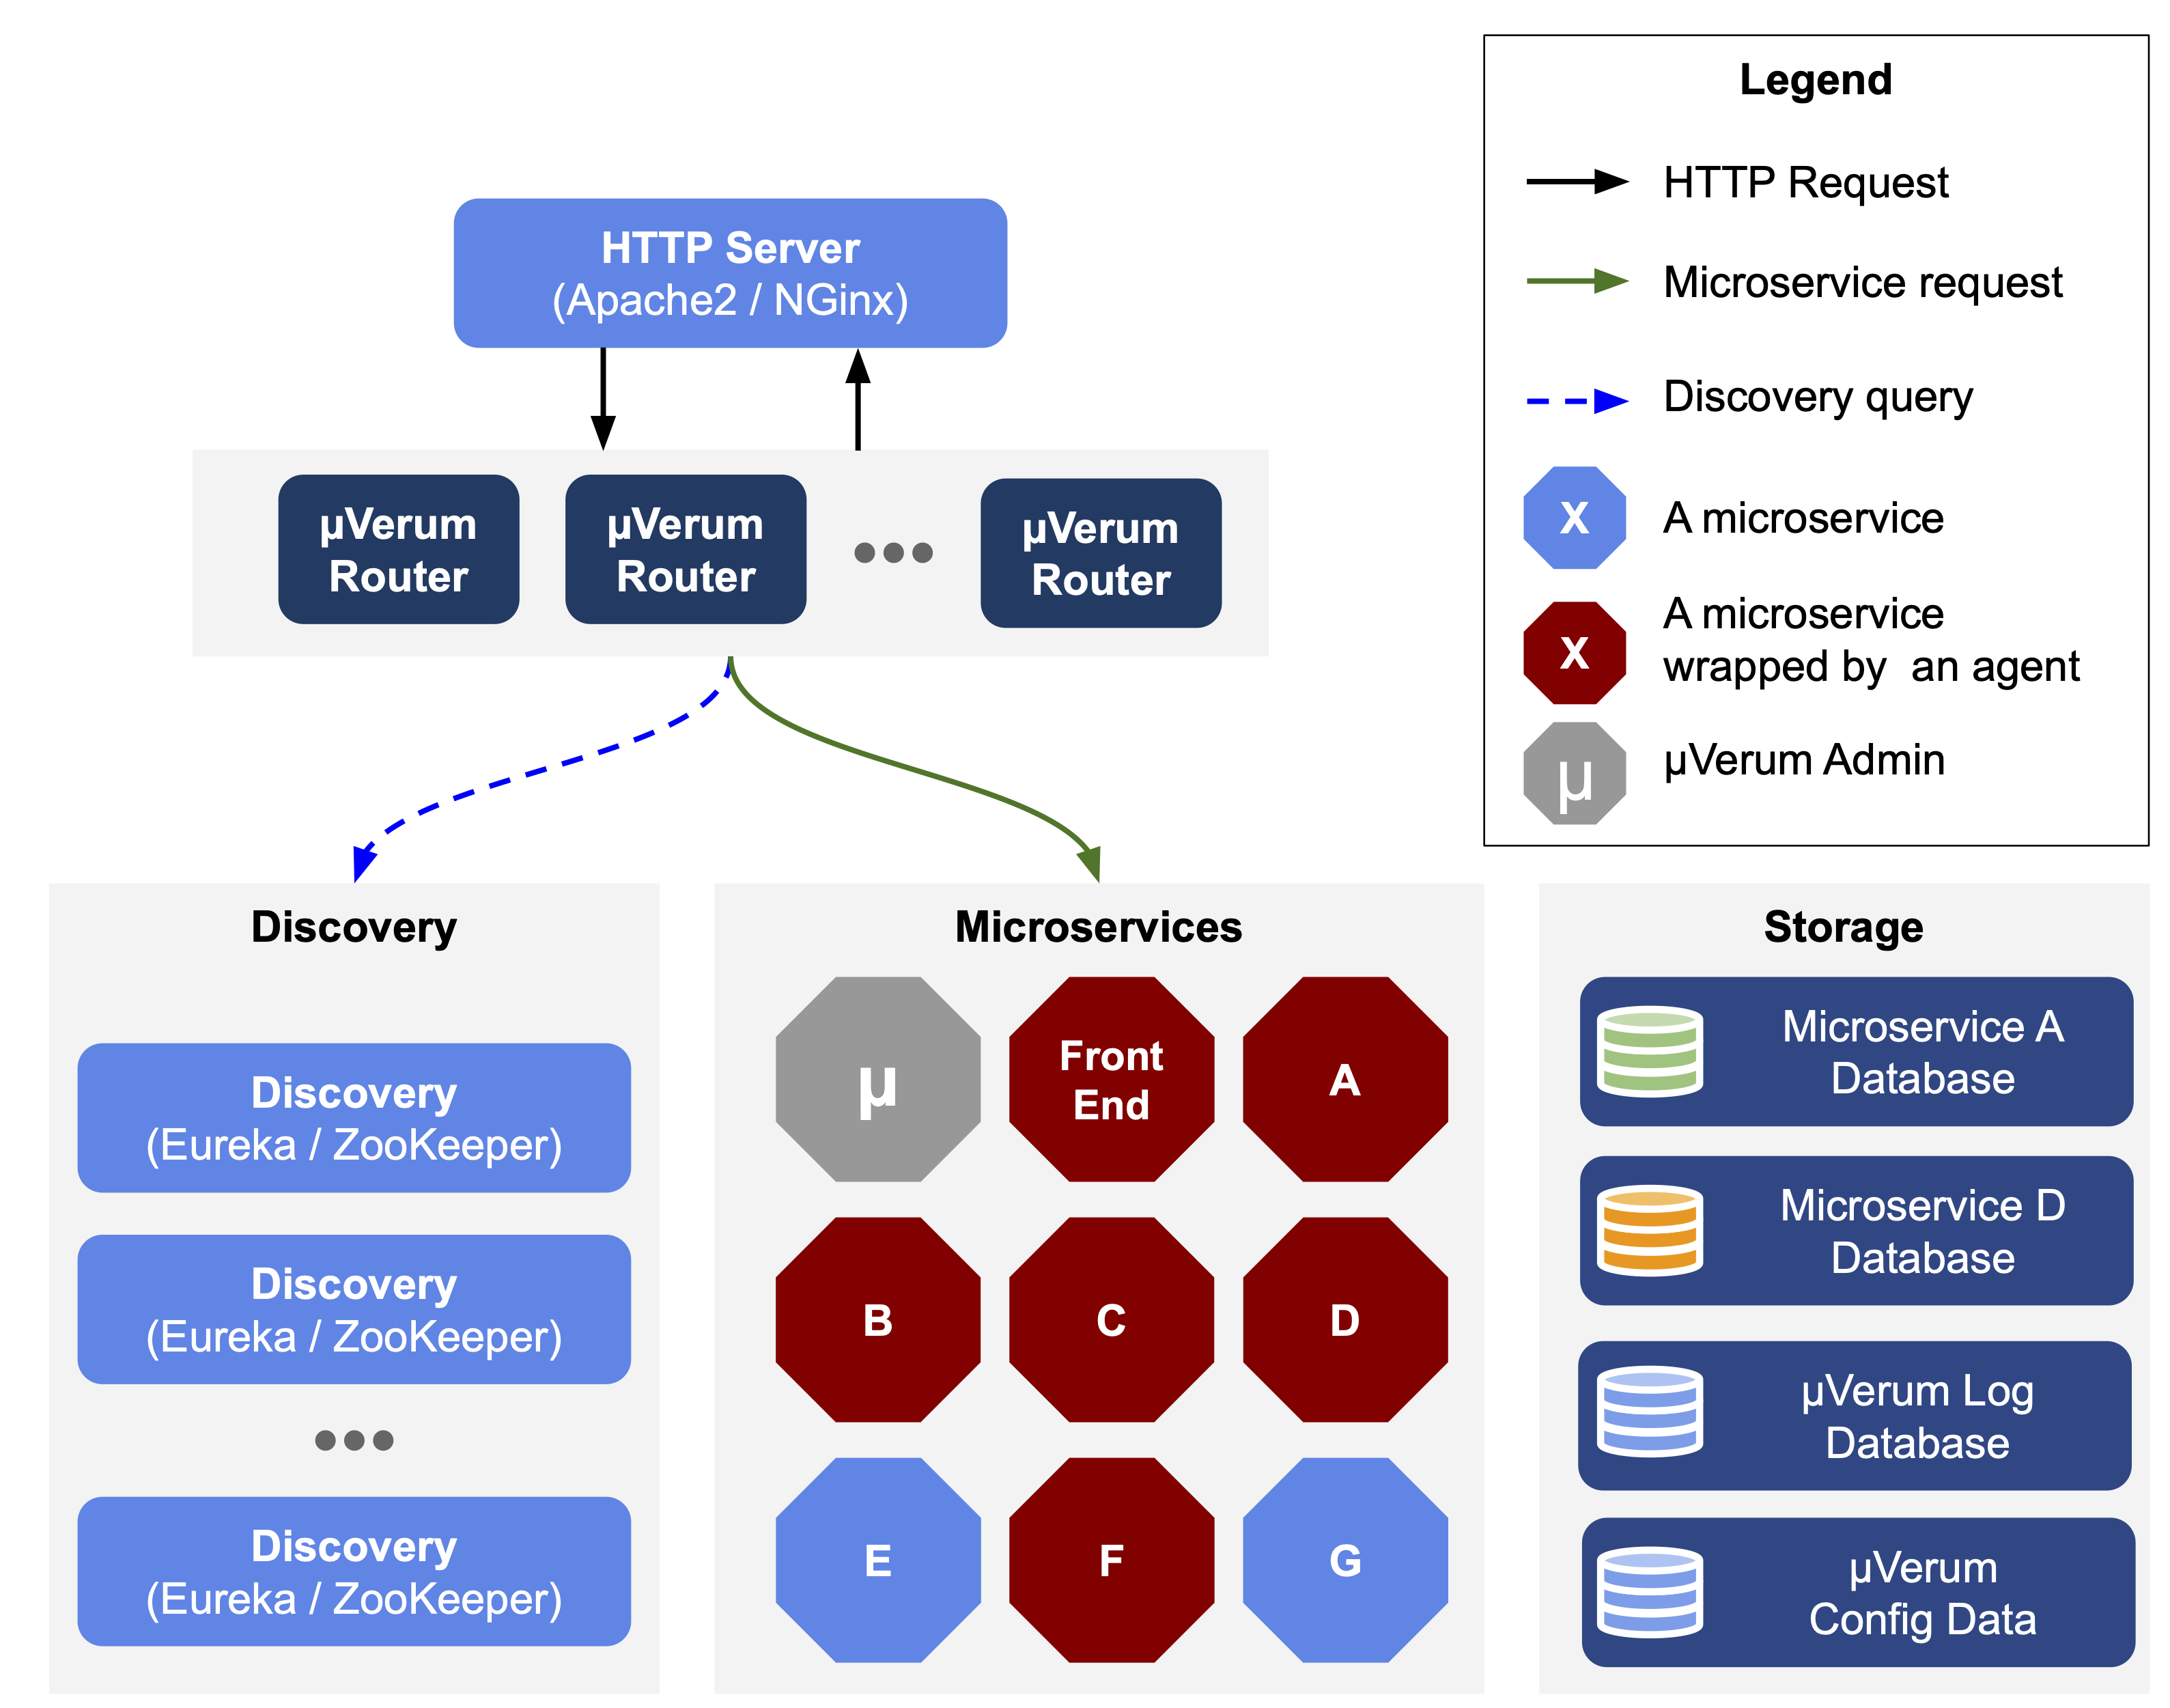 Legend
HTTP Request
Microservice request
Discovery query
X
A microservice
X
A microservice
wrapped by an agent
µ
µVerum Admin
HTTP Server
(Apache2 / NGinx)
µVerum
Router
µVerum
Router
µVerum
Router
Discovery
Discovery
(Eureka / ZooKeeper)
Discovery
(Eureka / ZooKeeper)
Discovery
(Eureka / ZooKeeper)
Microservices
µ
Front
End
A
B
C
D
E
F
G
Storage
Microservice A
Database
Microservice D
Database
µVerum Log
Database
µVerum
Config Data